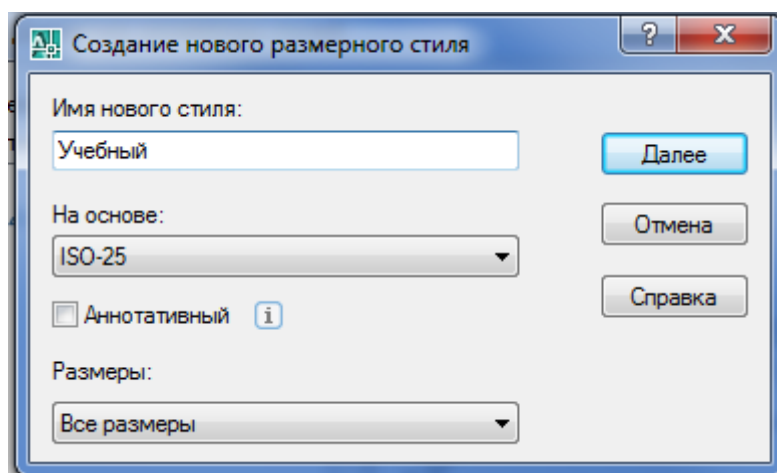 Создание нового размерного стиля
Имя нового стиля:
Учебный
Далее
На основе:
Отмена
ISO-25
Справка
Аннотативный
Размеры:
Все размеры